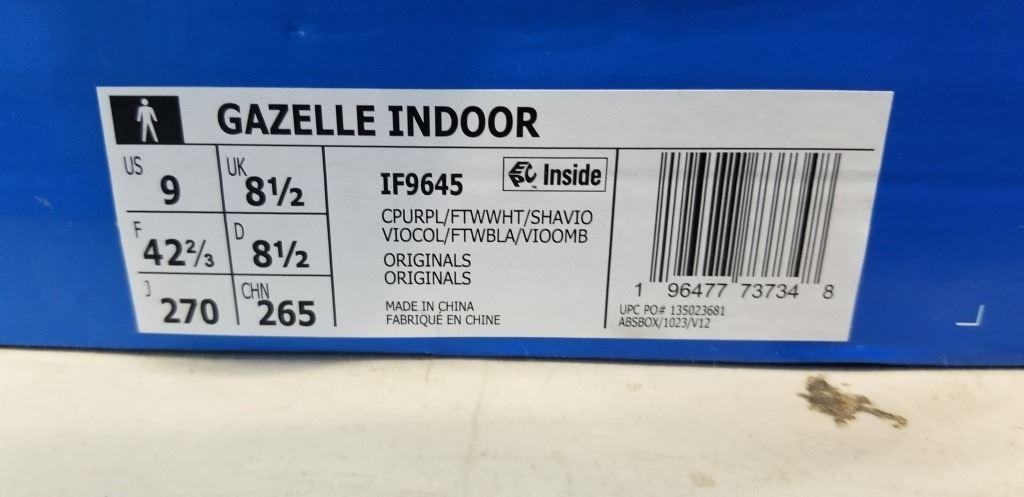 GAZELLE INDOOR
US 9
UK 8½
F 42⅔
D 8½
J 270
CHN 265
IF9645
EPC Inside
CPURPL/FTWWHT/SHAVIO
VIOCOL/FTWBLA/VIOOMB
ORIGINALS
ORIGINALS
MADE IN CHINA
FABRIQUÉ EN CHINE
1 96477 73734 8
UPC PO# 135023681
ABSBOX/1023/V12